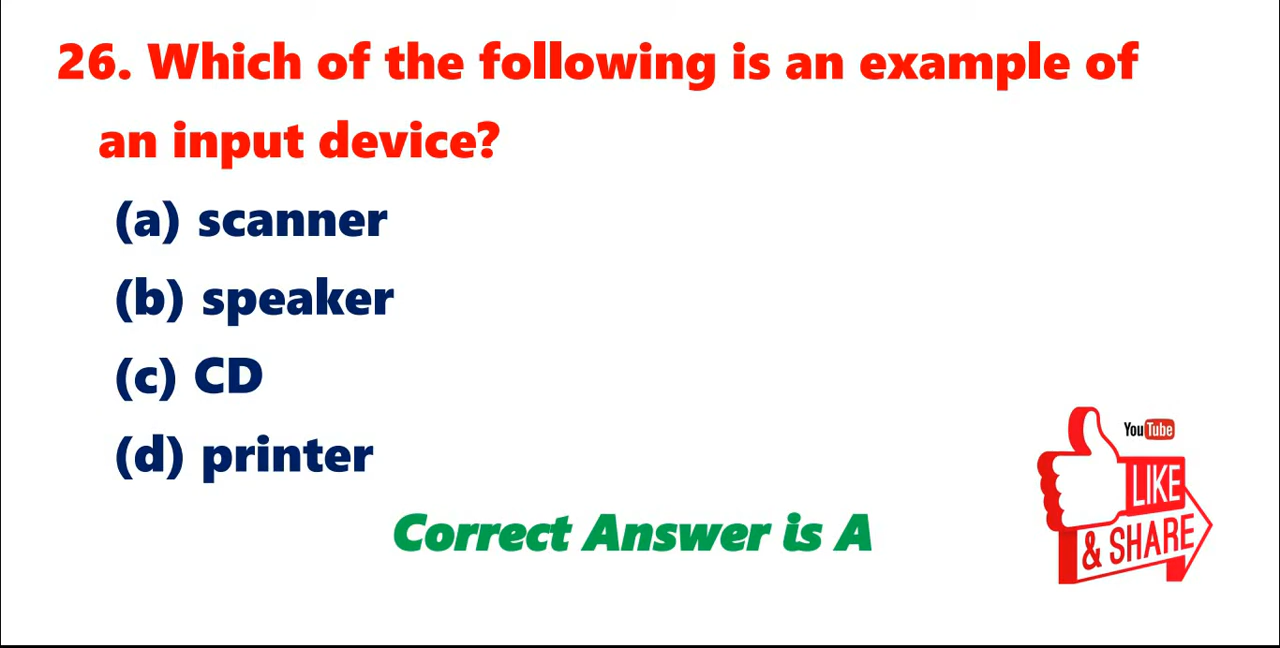 26. Which of the following is an example of
an input device?
(a) scanner
(b) speaker
(c) CD
(d) printer
Correct Answer is A
YouTube
LIKE
& SHARE